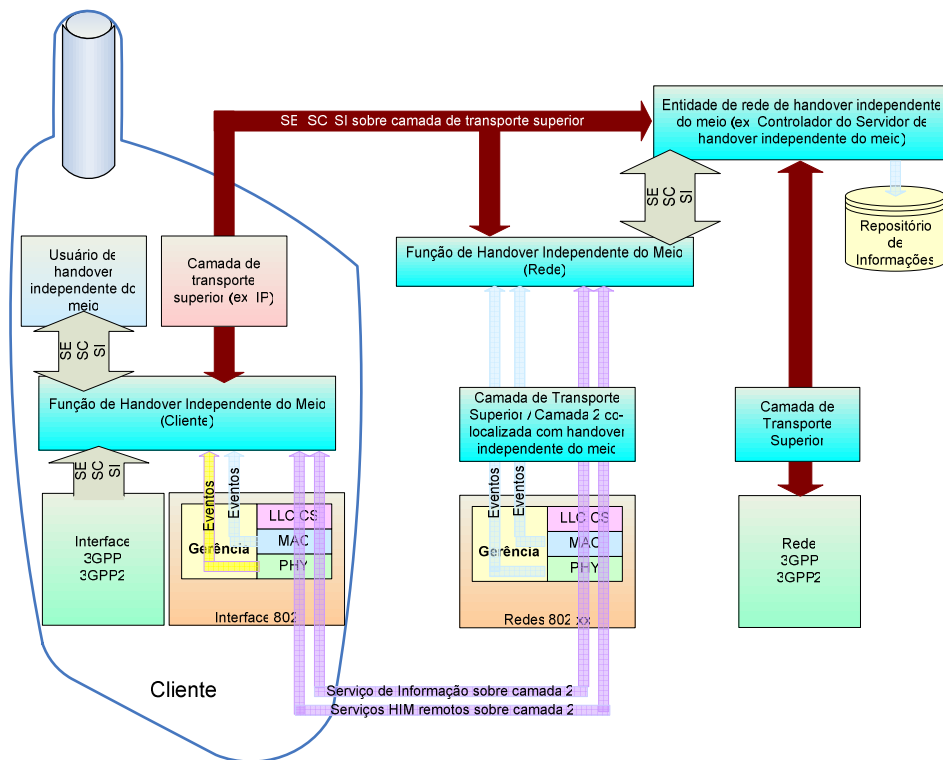 SE SC SI sobre camada de transporte superior
Entidade de rede de handover independente
do meio (ex Controlador do Servidor de
handover independente do meio)
SE
SC
SI
Repositório
de
Informações
Usuário de
handover
independente do
meio
Camada de
transporte
superior (ex IP)
Função de Handover Independente do Meio
(Rede)
SE
SC
SI
Função de Handover Independente do Meio
(Cliente)
Camada de Transporte
Superior / Camada 2 co-
localizada com handover
independente do meio
Camada de
Transporte
Superior
SE
SC
SI
Eventos
Eventos
Eventos
Eventos
Interface
3GPP
3GPP2
Gerência
LLC CS
MAC
PHY
Interface 802
Gerência
LLC CS
MAC
PHY
Redes 802 xx
Rede
3GPP
3GPP2
Cliente
Serviço de Informação sobre camada 2
Serviços HIM remotos sobre camada 2